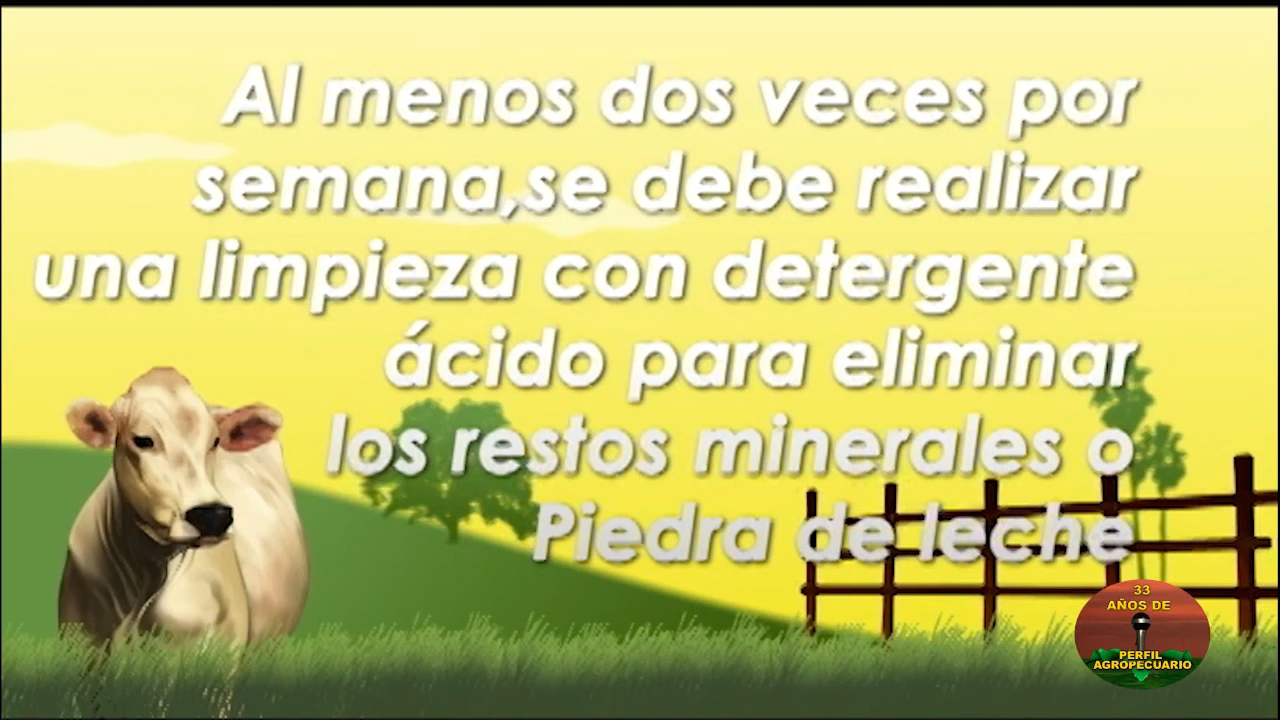 Al menos dos veces por
semana,se debe realizar
una limpieza con detergente
ácido para eliminar
los restos minerales o
Piedra de leche
33
AÑOS DE
PERFIL
AGROPECUARIO